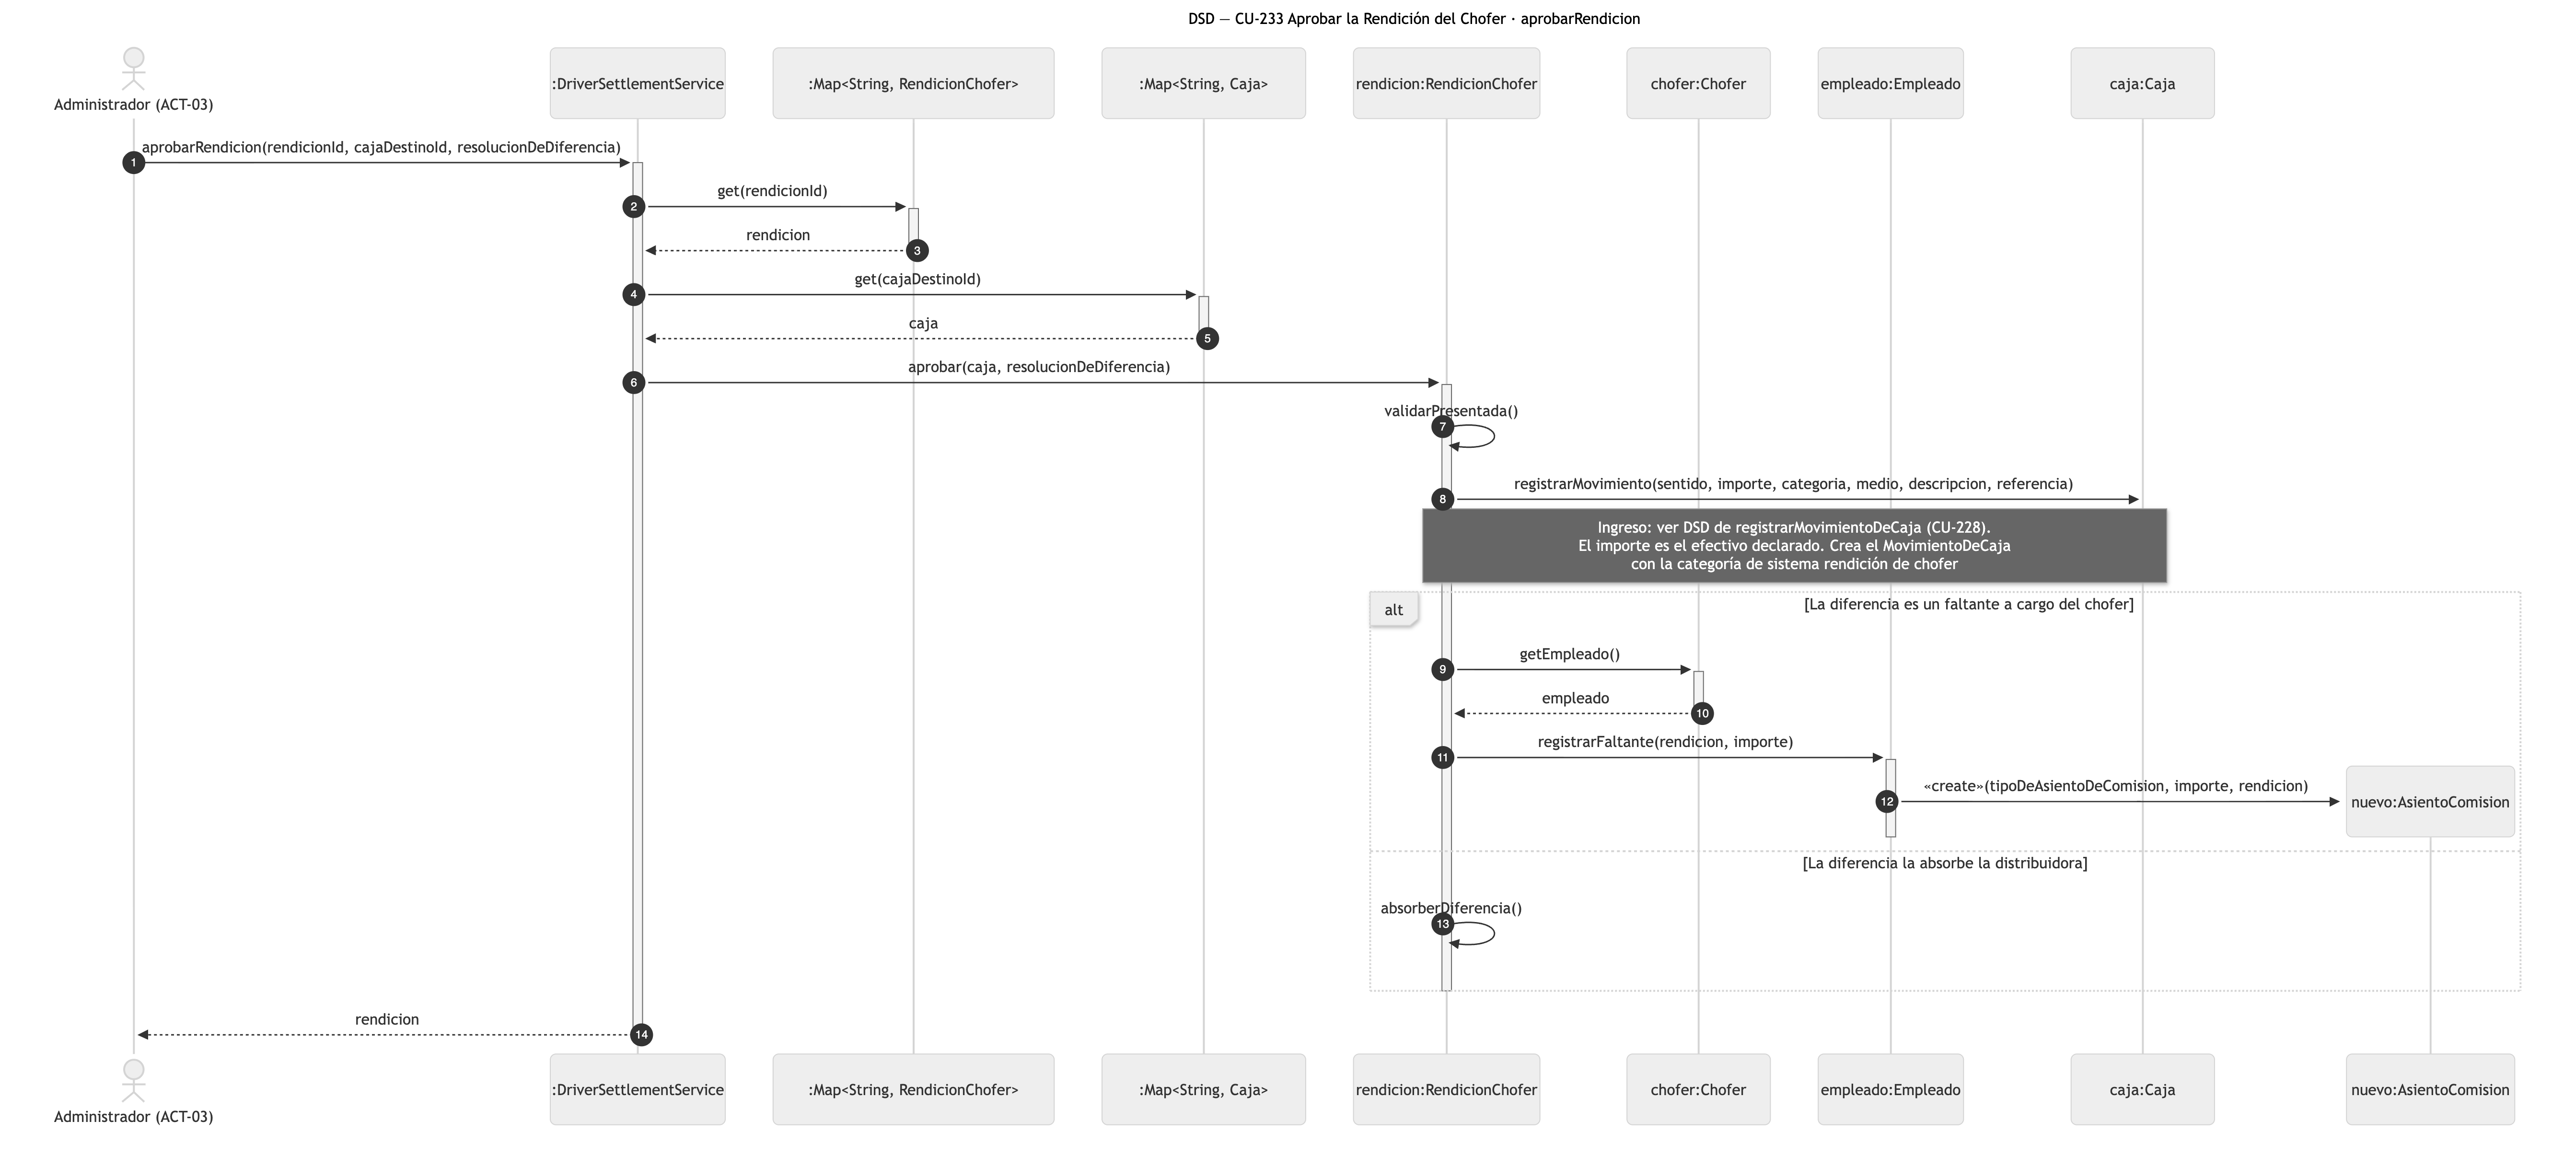 DSD — CU-233 Aprobar la Rendición del Chofer · aprobarRendicion
Administrador (ACT-03)
:DriverSettlementService
:Map<String, RendicionChofer>
:Map<String, Caja>
rendicion:RendicionChofer
chofer:Chofer
empleado:Empleado
caja:Caja
1
aprobarRendicion(rendicionId, cajaDestinoId, resolucionDeDiferencia)
2
get(rendicionId)
rendicion
3
4
get(cajaDestinoId)
caja
5
6
aprobar(caja, resolucionDeDiferencia)
validarPresentada()
7
8
registrarMovimiento(sentido, importe, categoria, medio, descripcion, referencia)
Ingreso: ver DSD de registrarMovimientoDeCaja (CU-228).
El importe es el efectivo declarado. Crea el MovimientoDeCaja
con la categoría de sistema rendición de chofer
alt
[La diferencia es un faltante a cargo del chofer]
9
getEmpleado()
empleado
10
11
registrarFaltante(rendicion, importe)
12
«create»(tipoDeAsientoDeComision, importe, rendicion)
nuevo:AsientoComision
[La diferencia la absorbe la distribuidora]
absorberDiferencia()
13
rendicion
14
Administrador (ACT-03)
:DriverSettlementService
:Map<String, RendicionChofer>
:Map<String, Caja>
rendicion:RendicionChofer
chofer:Chofer
empleado:Empleado
caja:Caja
nuevo:AsientoComision